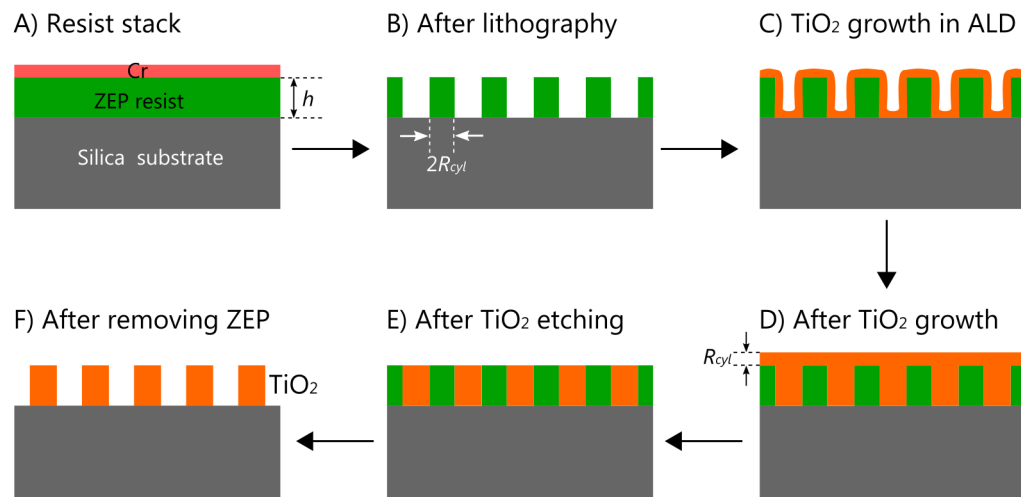 A) Resist stack
Cr
ZEP resist
h
Silica substrate
B) After lithography
2Rcyl
C) TiO2 growth in ALD
F) After removing ZEP
TiO2
E) After TiO2 etching
D) After TiO2 growth
Rcyl